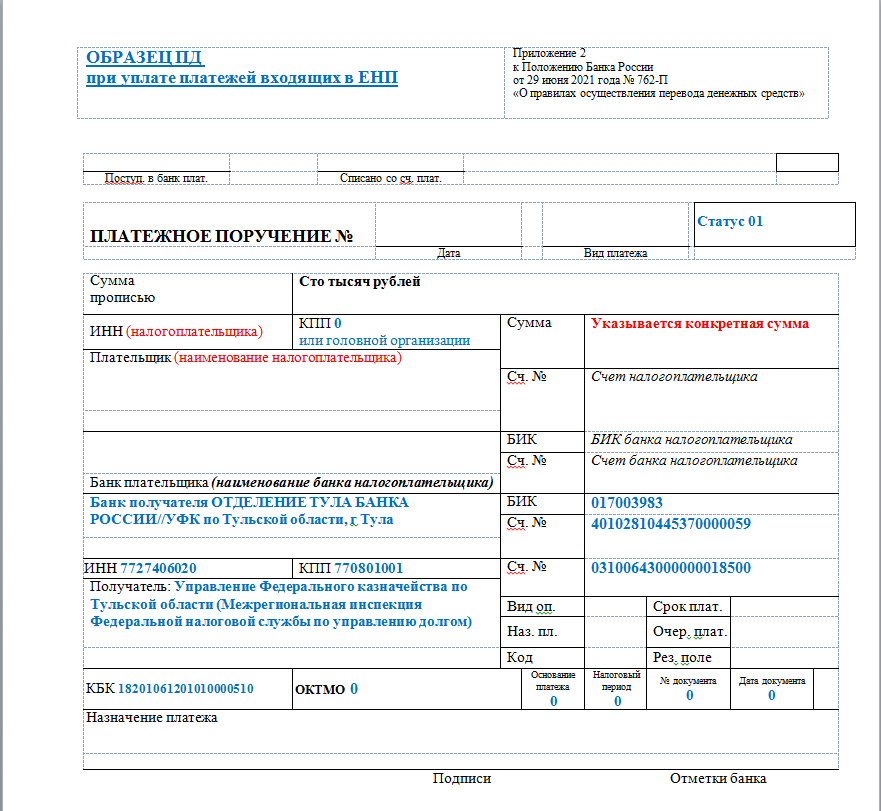 ОБРАЗЕЦ ПД
при уплате платежей входящих в ЕНП
Приложение 2
к Положению Банка России
от 29 июня 2021 года № 762-П
«О правилах осуществления перевода денежных средств»
Поступ. в банк плат.
Списано со сч. плат.
ПЛАТЕЖНОЕ ПОРУЧЕНИЕ №
Статус 01
Дата
Вид платежа
Сумма
прописью
Сто тысяч рублей
ИНН (налогоплательщика)
КПП 0
или головной организации
Сумма
Указывается конкретная сумма
Плательщик (наименование налогоплательщика)
Сч. №
Счет налогоплательщика
БИК
БИК банка налогоплательщика
Сч. №
Счет банка налогоплательщика
Банк плательщика (наименование банка налогоплательщика)
Банк получателя ОТДЕЛЕНИЕ ТУЛА БАНКА
РОССИИ//УФК по Тульской области, г Тула
БИК
017003983
Сч. №
40102810445370000059
ИНН 7727406020
КПП 770801001
Сч. №
03100643000000018500
Получатель: Управление Федерального казначейства по
Тульской области (Межрегиональная инспекция
Федеральной налоговой службы по управлению долгом)
Вид оп.
Срок плат.
Наз. пл.
Очер. плат.
Код
Рез. поле
КБК 18201061201010000510
ОКТМО 0
Основание
платежа
0
Налоговый
период
0
№ документа
0
Дата документа
0
Назначение платежа
Подписи
Отметки банка